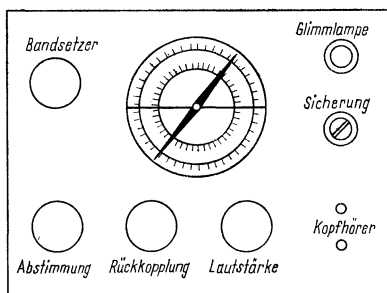 Glimmlampe
Bandsetzer
Sicherung
Kopfhörer
Abstimmung Rückkopplung Lautstärke